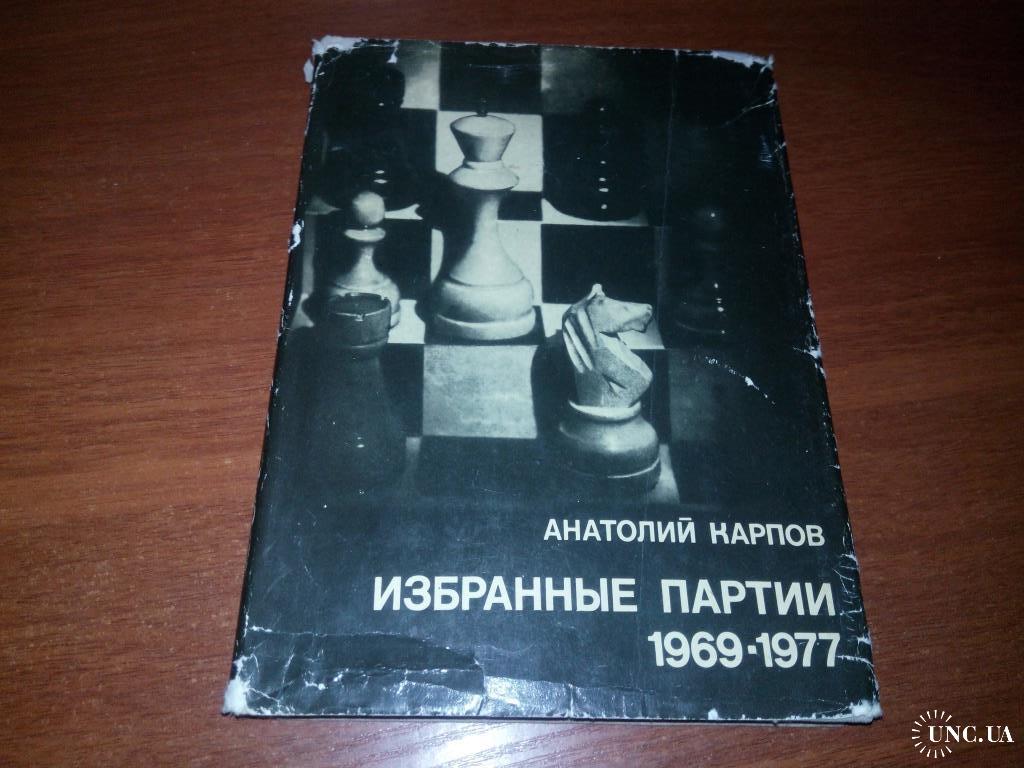 АНАТОЛИЙ КАРПОВ
ИЗБРАННЫЕ ПАРТИИ
1969·1977
UNC.UA